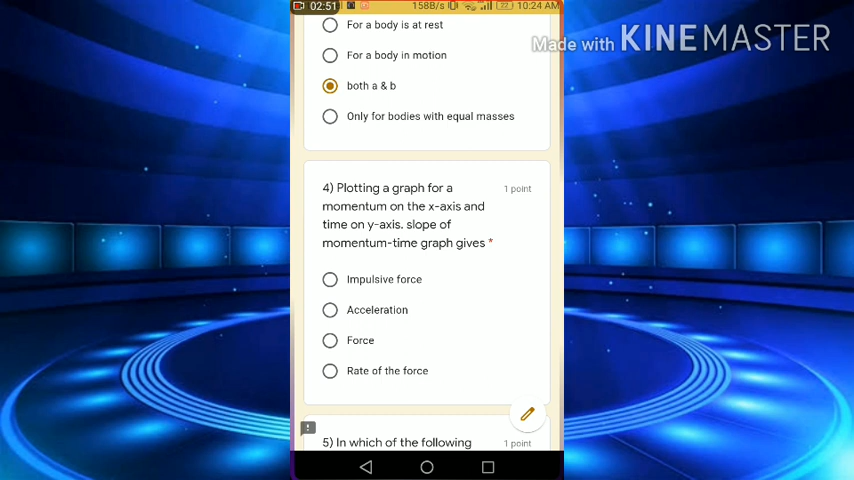 02:51 158B/s 22 10:24 AM
Made with KINEMASTER
For a body is at rest
For a body in motion
both a & b
Only for bodies with equal masses
4) Plotting a graph for a 1 point
momentum on the x-axis and
time on y-axis. slope of
momentum-time graph gives *
Impulsive force
Acceleration
Force
Rate of the force
5) In which of the following 1 point